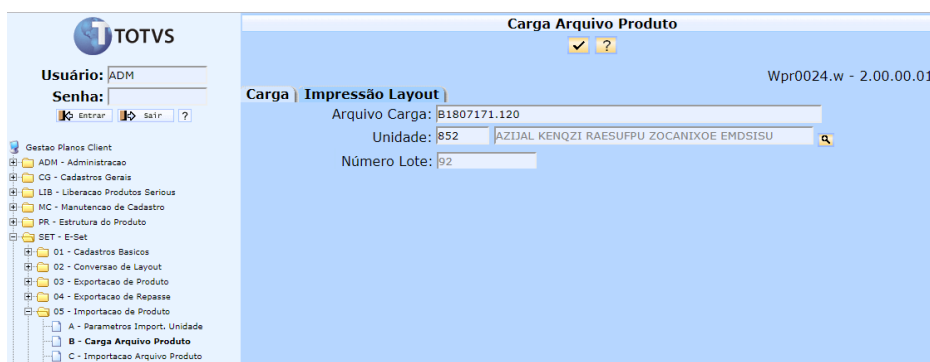 TOTVS
Usuário: ADM
Senha:
Entrar Sair ?
Gestao Planos Client
ADM - Administracao
CG - Cadastros Gerais
LIB - Liberacao Produtos Serious
MC - Manutencao de Cadastro
PR - Estrutura do Produto
SET - E-Set
01 - Cadastros Basicos
02 - Conversao de Layout
03 - Exportacao de Produto
04 - Exportacao de Repasse
05 - Importacao de Produto
A - Parametros Import. Unidade
B - Carga Arquivo Produto
C - Importacao Arquivo Produto
Carga Arquivo Produto
?
Wpr0024.w - 2.00.00.01
Carga Impressão Layout
Arquivo Carga: B1807171.120
Unidade: 852 AZIJAL KENQZI RAESUFPU ZOCANIXOE EMDSISU
Número Lote: 92